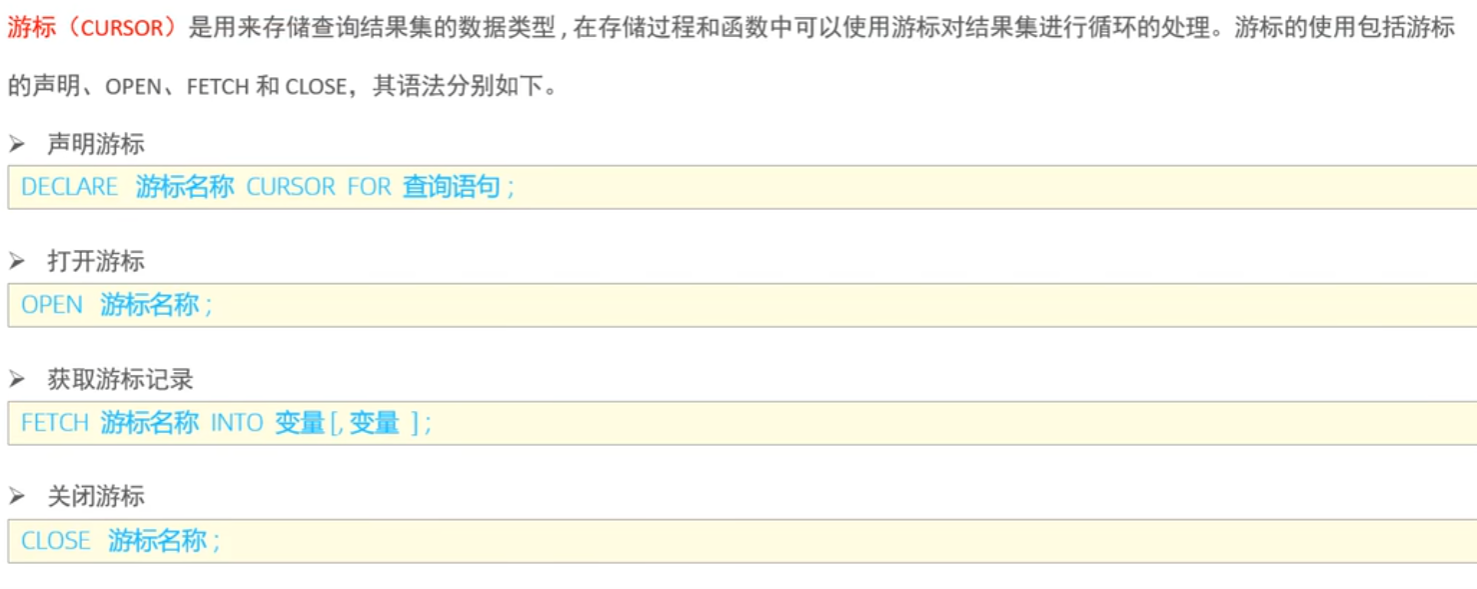 游标（CURSOR）是用来存储查询结果集的数据类型 , 在存储过程和函数中可以使用游标对结果集进行循环的处理。游标的使用包括游标
的声明、OPEN、FETCH 和 CLOSE，其语法分别如下。
➢ 声明游标
DECLARE 游标名称 CURSOR FOR 查询语句 ;
➢ 打开游标
OPEN 游标名称 ;
➢ 获取游标记录
FETCH 游标名称 INTO 变量 [, 变量 ] ;
➢ 关闭游标
CLOSE 游标名称 ;